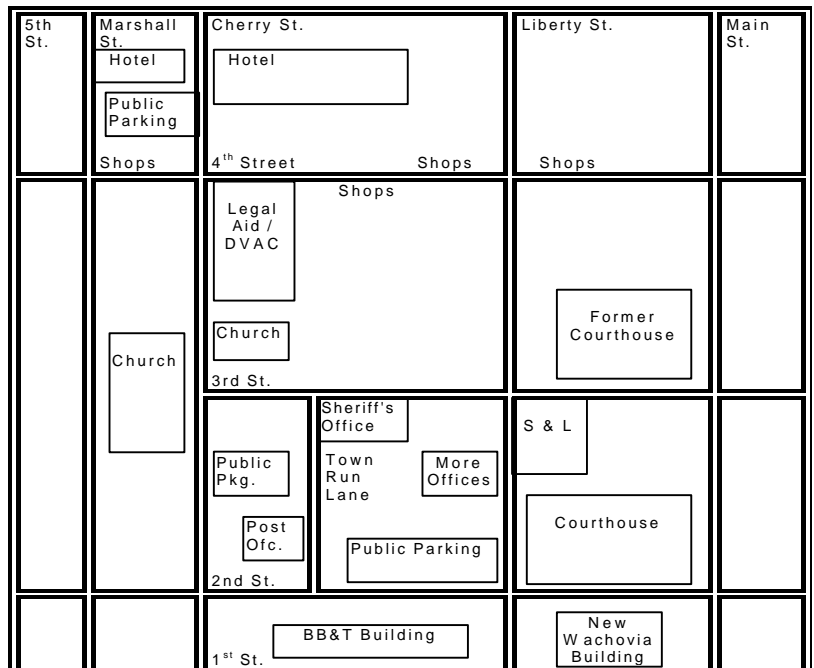 5th
St.
Marshall
St.
Cherry St.
Liberty St.
Main
St.
Hotel
Hotel
Public
Parking
Shops
4th Street
Shops
Shops
Shops
Legal
Aid /
DVAC
Former
Courthouse
Church
Church
3rd St.
Sheriff's
Office
S & L
Public
Pkg.
Town
Run
Lane
More
Offices
Post
Ofc.
Public Parking
Courthouse
2nd St.
BB&T Building
New
Wachovia
Building
1st St.